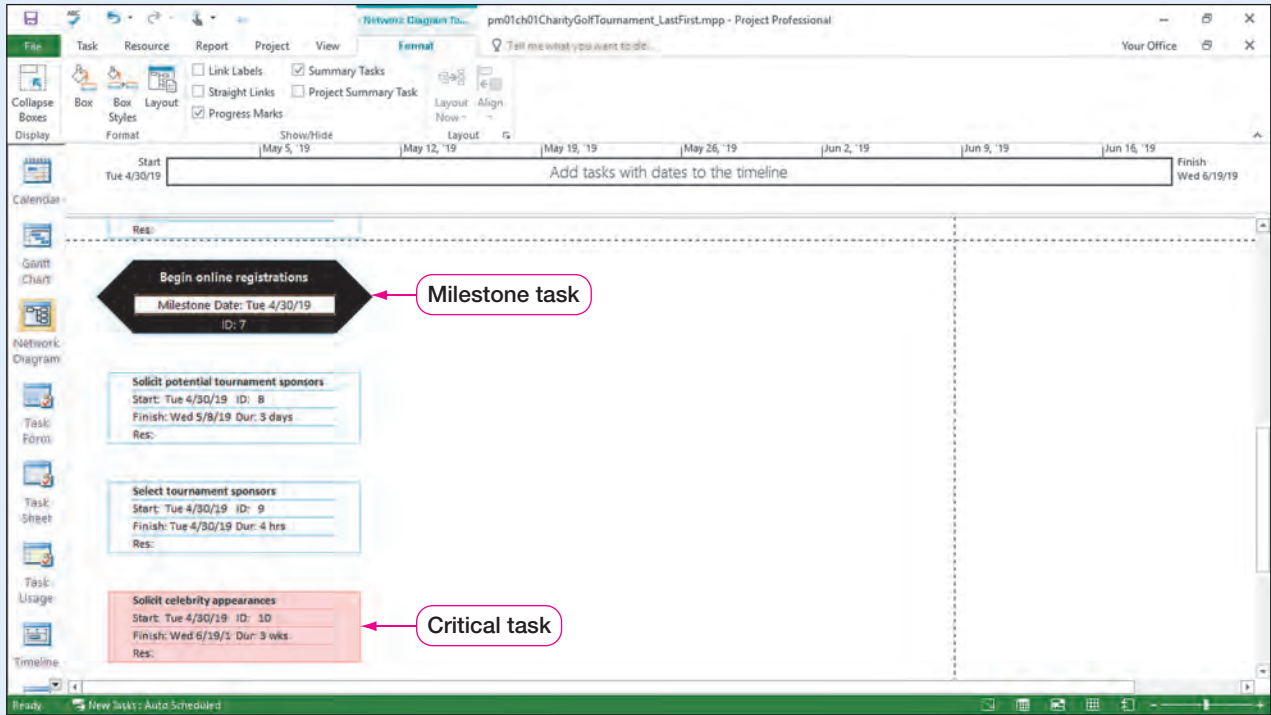 Network Diagram To... pm01ch01CharityGolfTournament_LastFirst.mpp - Project Professional
File Task Resource Report Project View Format Tell me what you want to do... Your Office
Collapse Boxes
Display
Box
Box Styles
Layout
Format
Link Labels
Straight Links
Progress Marks
Summary Tasks
Project Summary Task
Show/Hide
Layout Now
Align
Layout
May 5, '19 May 12, '19 May 19, '19 May 26, '19 Jun 2, '19 Jun 9, '19 Jun 16, '19
Start
Tue 4/30/19
Add tasks with dates to the timeline
Finish
Wed 6/19/19
Calendar
Gantt Chart
Network Diagram
Task Form
Task Sheet
Task Usage
Timeline
Res:
Begin online registrations
Milestone Date: Tue 4/30/19
ID: 7
Milestone task
Solicit potential tournament sponsors
Start: Tue 4/30/19 ID: 8
Finish: Wed 5/8/19 Dur:
days
Res:
Select tournament sponsors
Start: Tue 4/30/19 ID: 9
Finish: Tue 4/30/19 Dur: 4 hrs
Res:
Solicit celebrity appearances
Start: Tue 4/30/19 ID: 10
Finish: Wed 6/19/1 Dur: 3 wks
Res:
Critical task
Ready New Tasks : Auto Scheduled